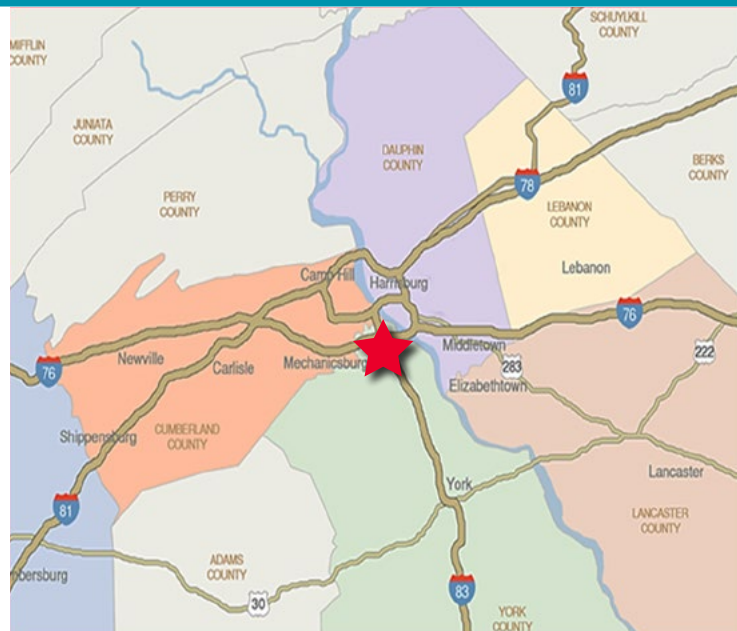 SCHUYLKILL
COUNTY
MIFFLIN
COUNTY
81
JUNIATA
COUNTY
DAUPHIN
COUNTY
BERKS
COUNTY
78
PERRY
COUNTY
LEBANON
COUNTY
Lebanon
Camp Hill
Harrisburg
76
Newville
Carlisle
Mechanicsburg
Middletown
283
222
76
Elizabethtown
Shippensburg
CUMBERLAND
COUNTY
York
Lancaster
81
LANCASTER
COUNTY
ADAMS
COUNTY
mbersburg
30
83
YORK
COUNTY